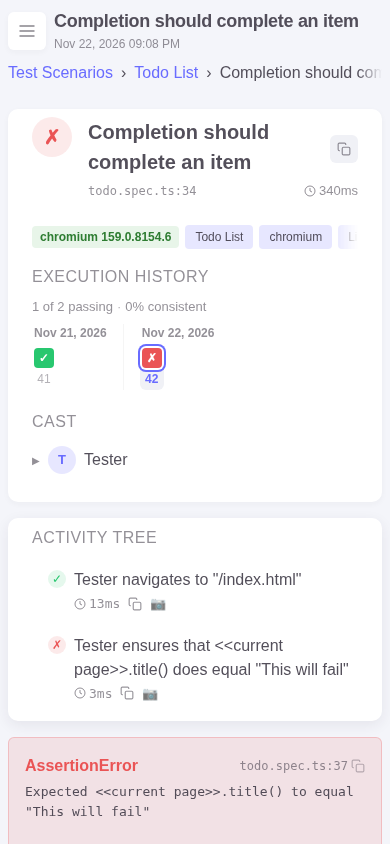 Completion should complete an item
Nov 22, 2026 09:08 PM
Test Scenarios › Todo List › Completion should con
Completion should
complete an item
todo.spec.ts:34
340ms
chromium 159.0.8154.6
Todo List
chromium
EXECUTION HISTORY
1 of 2 passing · 0% consistent
Nov 21, 2026
Nov 22, 2026
41
42
CAST
T
Tester
ACTIVITY TREE
Tester navigates to "/index.html"
13ms
Tester ensures that <<current
page>>.title() does equal "This will fail"
3ms
AssertionError
todo.spec.ts:37
Expected <<current page>>.title() to equal
"This will fail"